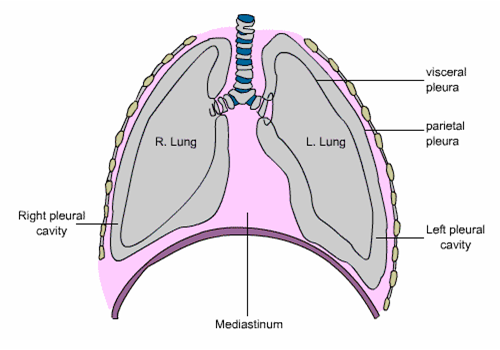 visceral
pleura
parietal
pleura
R. Lung
L. Lung
Right pleural
cavity
Left pleural
cavity
Mediastinum